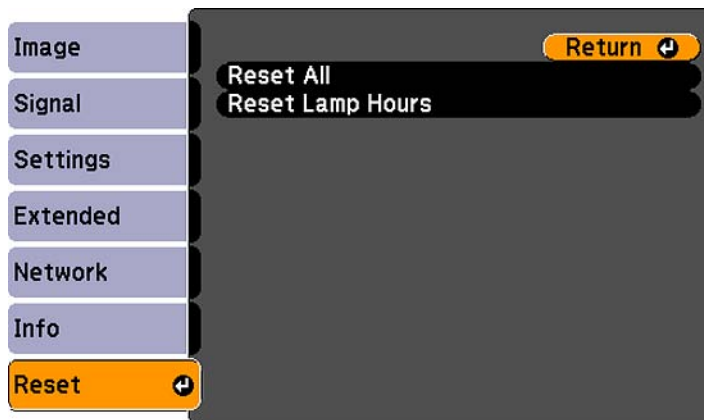 Image
Signal
Settings
Extended
Network
Info
Reset
Return
Reset All
Reset Lamp Hours